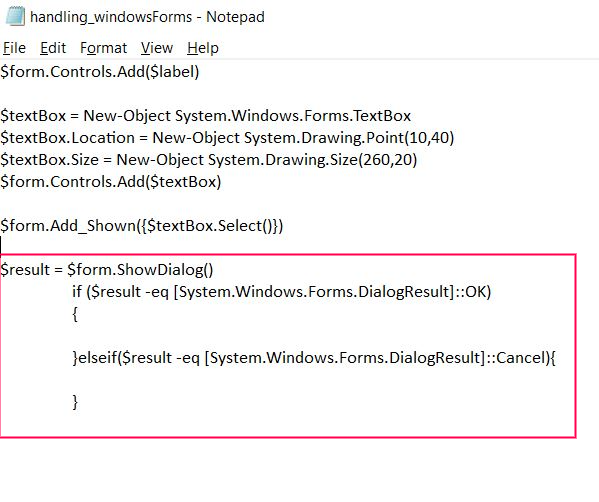 handling_windowsForms - Notepad
File Edit Format View Help
$form.Controls.Add($label)
$textBox = New-Object System.Windows.Forms.TextBox
$textBox.Location = New-Object System.Drawing.Point(10,40)
$textBox.Size = New-Object System.Drawing.Size(260,20)
$form.Controls.Add($textBox)
$form.Add_Shown({$textBox.Select()})
$result = $form.ShowDialog()
if ($result -eq [System.Windows.Forms.DialogResult]::OK)
{
}elseif($result -eq [System.Windows.Forms.DialogResult]::Cancel){
}